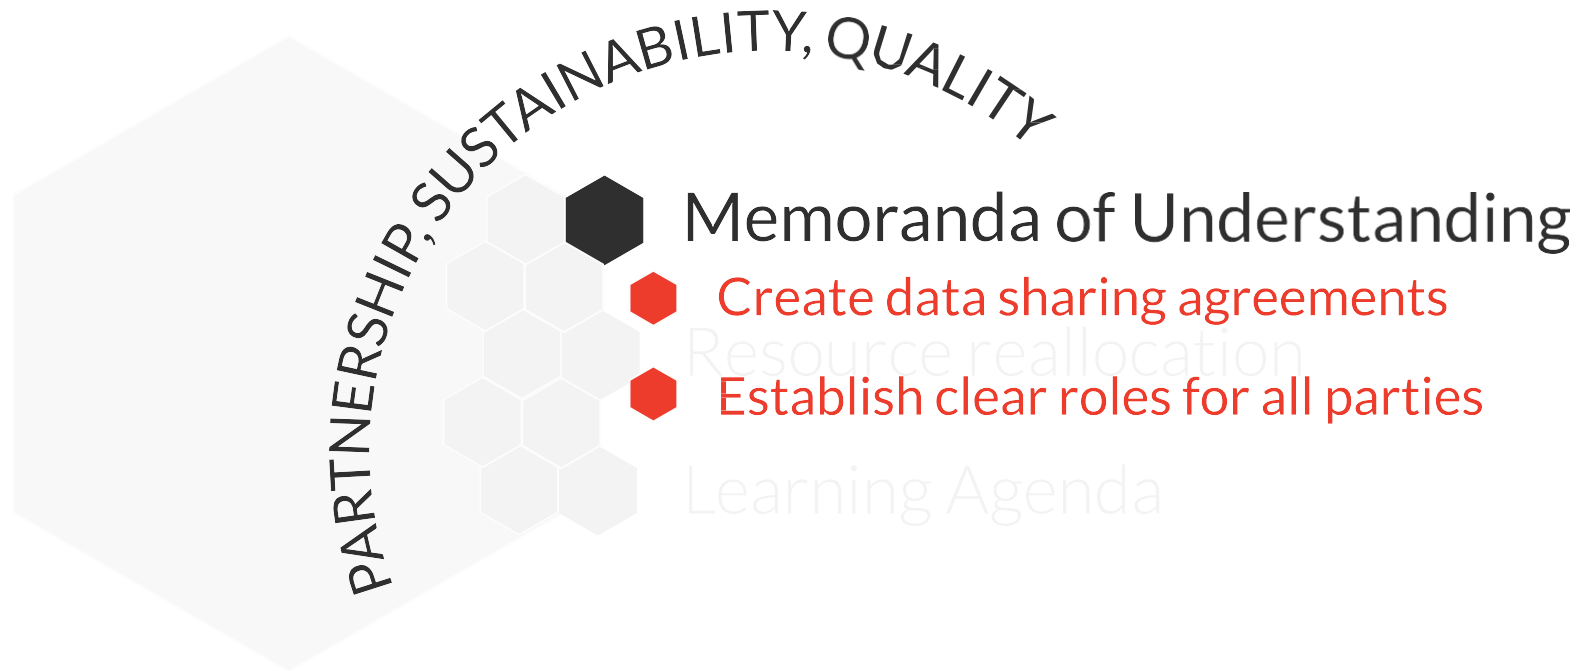 PARTNERSHIP, SUSTAINABILITY, QUALITY
Memoranda of Understanding
Create data sharing agreements
Resource reallocation
Establish clear roles for all parties
Learning Agenda